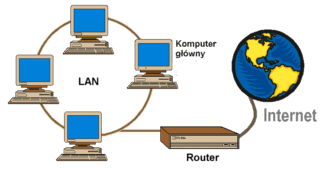 Komputer
główny
LAN
Internet
Router